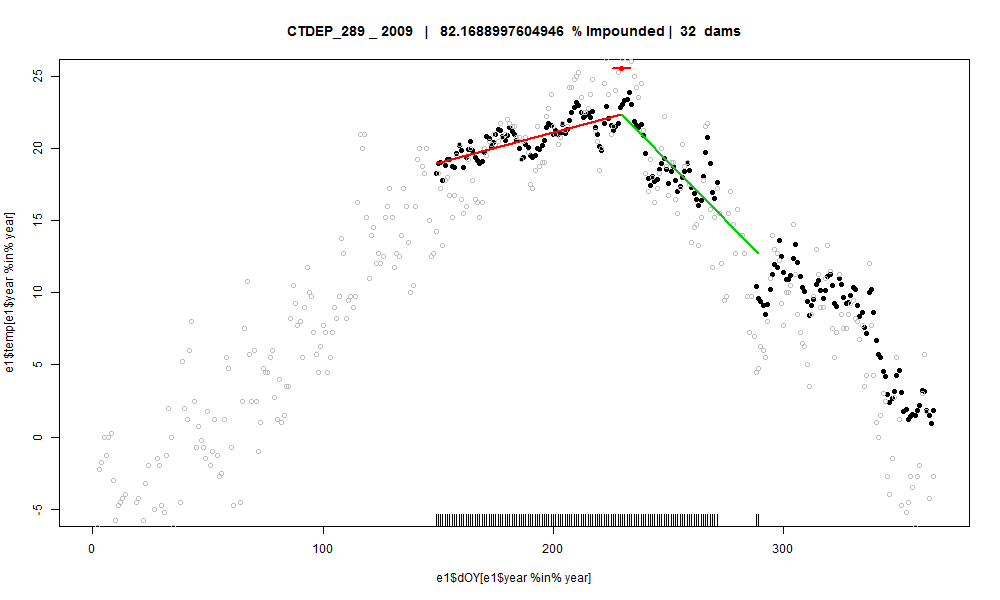 CTDEP_289 _ 2009 | 82.1688997604946 % Impounded | 32 dams
e1$temp[e1$year %in% year]
25
20
15
10
5
0
-5
0 100 200 300
e1$dOY[e1$year %in% year]